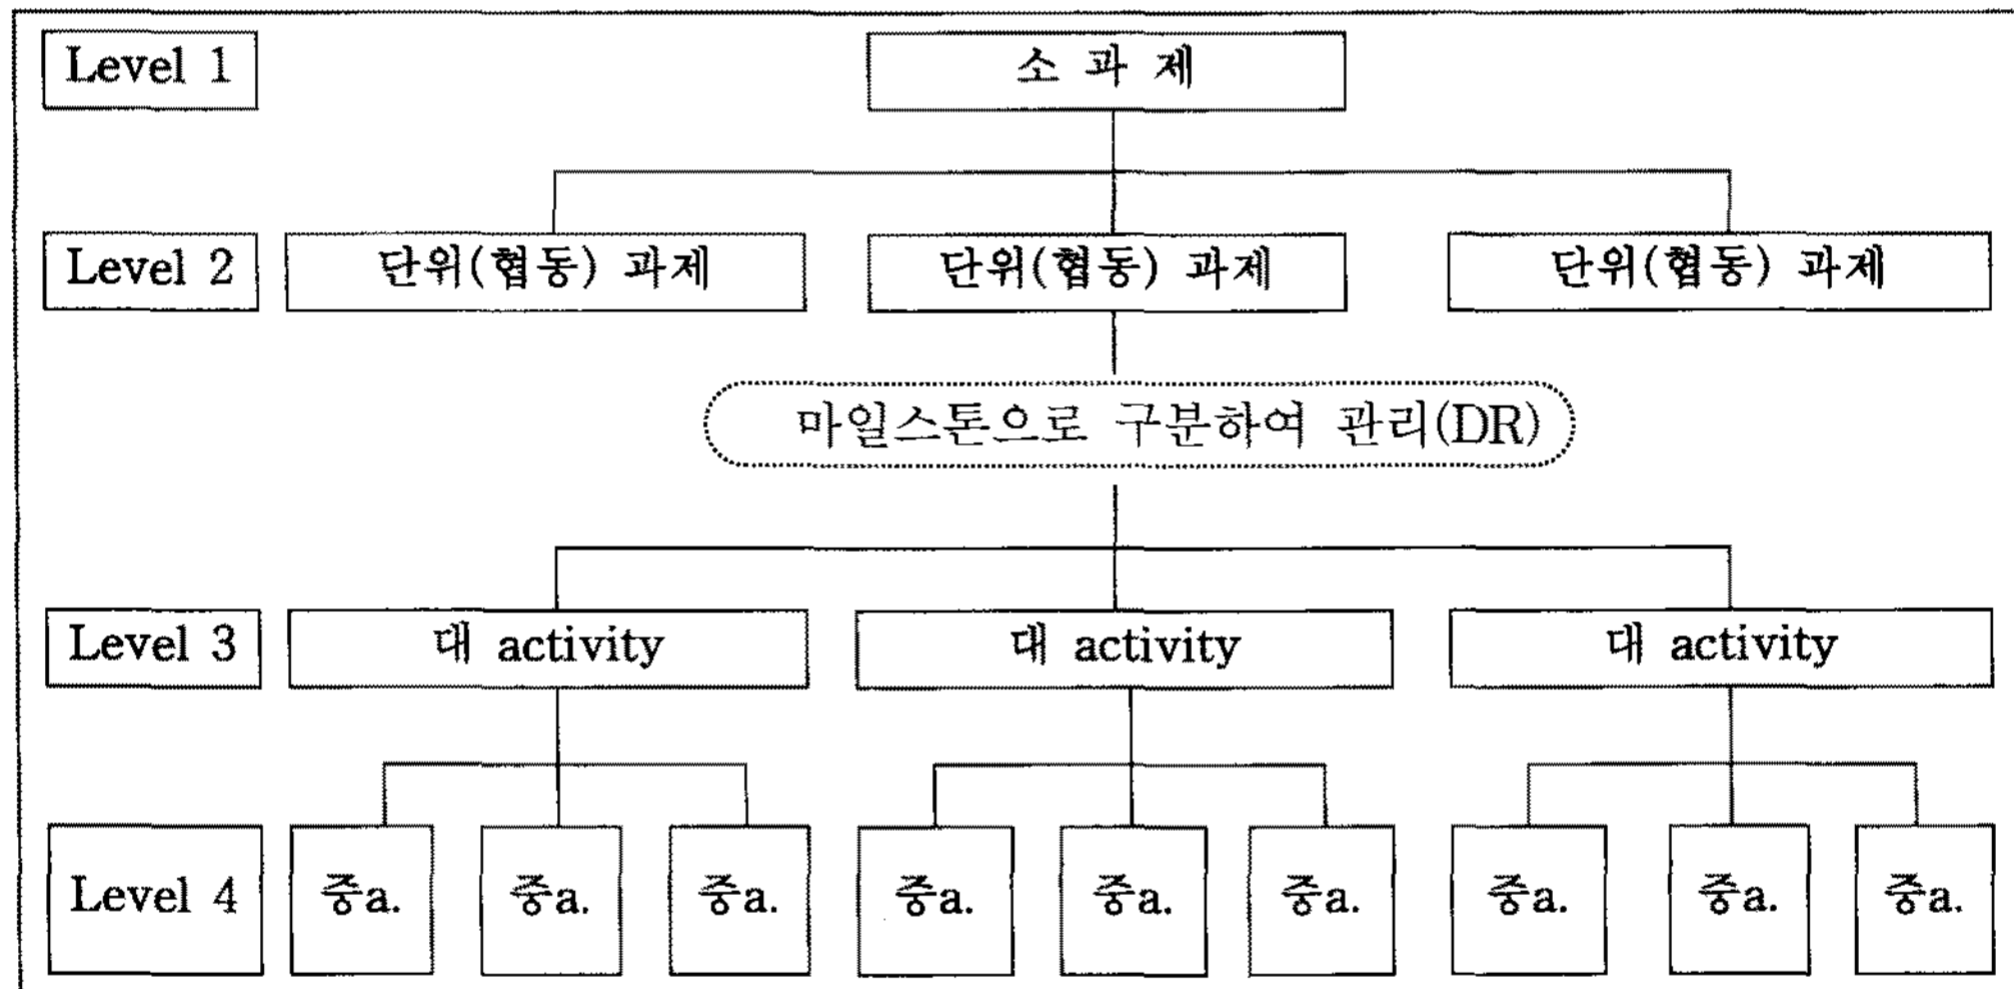 Level 1 소 과 제
Level 2 단위(협동) 과제 단위(협동) 과제 단위(협동) 과제
마일스톤으로 구분하여 관리(DR)
Level 3 대 activity 대 activity 대 activity
Level 4 중a. 중a. 중a. 중a. 중a. 중a. 중a. 중a. 중a.